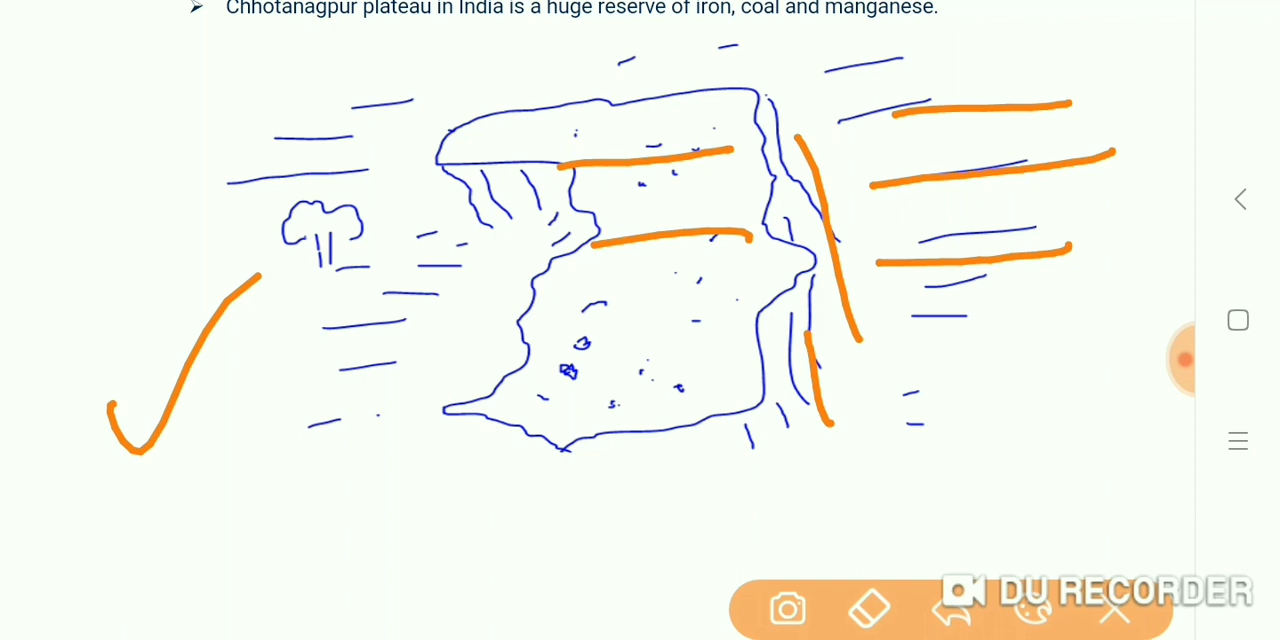 Chhotanagpur plateau in India is a huge reserve of iron, coal and manganese.
DU RECORDER